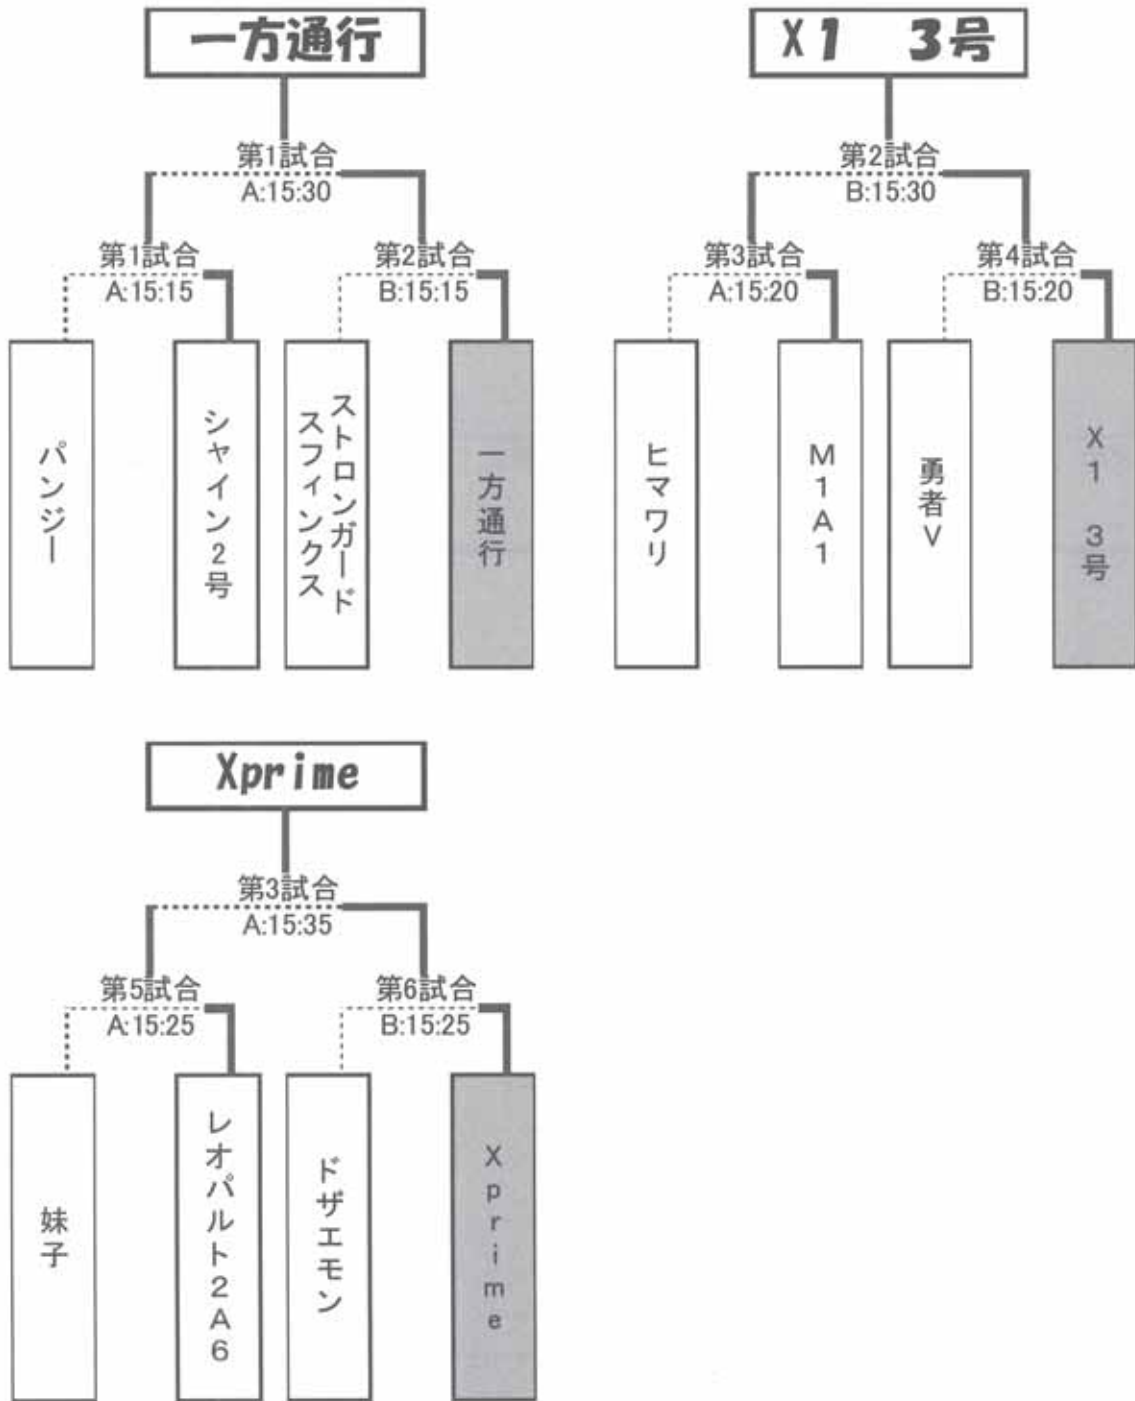 一方通行
第1試合
A:15:30
第1試合
A:15:15
第2試合
B:15:15
パンジー
シャイン2号
ストロンガード
スフィンクス
一方通行
X1　3号
第2試合
B:15:30
第3試合
A:15:20
第4試合
B:15:20
ヒマワリ
M1A1
勇者V
X1　3号
Xprime
第3試合
A:15:35
第5試合
A:15:25
第6試合
B:15:25
妹子
レオパルト2A6
ドザエモン
Xprime